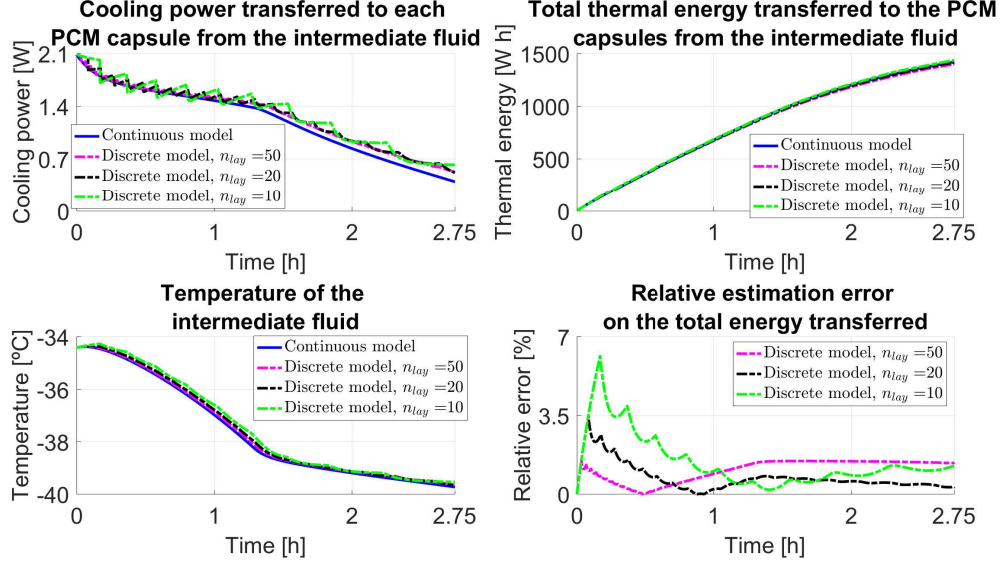 Cooling power transferred to each
PCM capsule from the intermediate fluid
Cooling power [W]
2.1
1.4
0.7
0
Continuous model
Discrete model, n_lay =50
Discrete model, n_lay =20
Discrete model, n_lay =10
0
1
2
2.75
Time [h]
Total thermal energy transferred to the PCM
capsules from the intermediate fluid
Thermal energy [W h]
1500
1000
500
0
Continuous model
Discrete model, n_lay =50
Discrete model, n_lay =20
Discrete model, n_lay =10
0
1
2
2.75
Time [h]
Temperature of the
intermediate fluid
Temperature [ºC]
-34
-36
-38
-40
Continuous model
Discrete model, n_lay =50
Discrete model, n_lay =20
Discrete model, n_lay =10
0
1
2
2.75
Time [h]
Relative estimation error
on the total energy transferred
Relative error [%]
7
3.5
0
Discrete model, n_lay =50
Discrete model, n_lay =20
Discrete model, n_lay =10
0
1
2
2.75
Time [h]